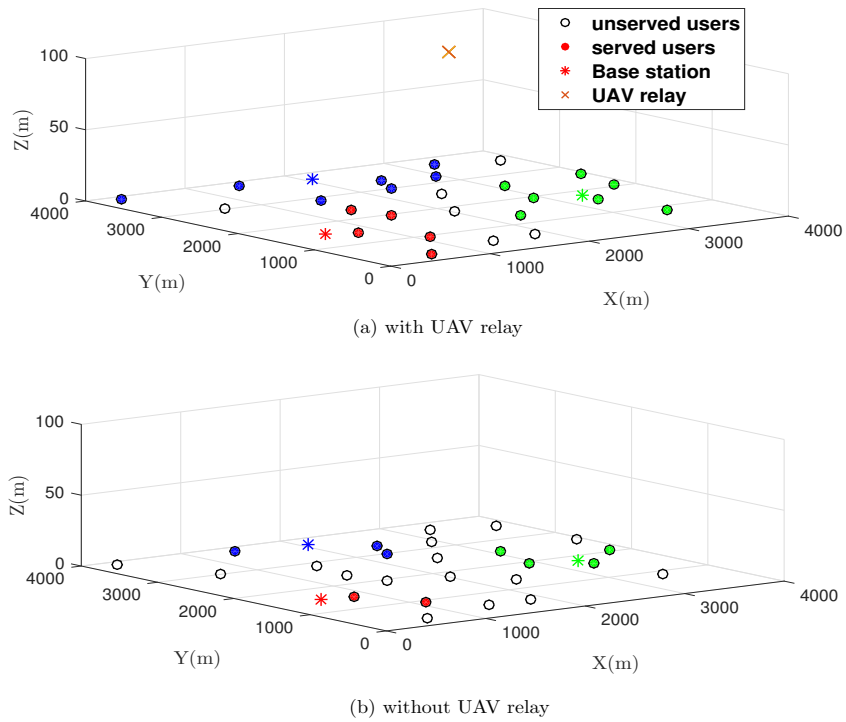 unserved users
served users
Base station
UAV relay
100
50
0
Z(m)
4000
3000
2000
1000
0
Y(m)
0
1000
2000
3000
4000
X(m)
(a) with UAV relay
100
50
0
Z(m)
4000
3000
2000
1000
0
Y(m)
0
1000
2000
3000
4000
X(m)
(b) without UAV relay